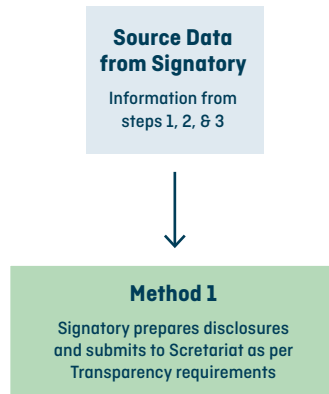 Source Data
from Signatory
Information from
steps 1, 2, & 3
Method 1
Signatory prepares disclosures
and submits to Scretariat as per
Transparency requirements